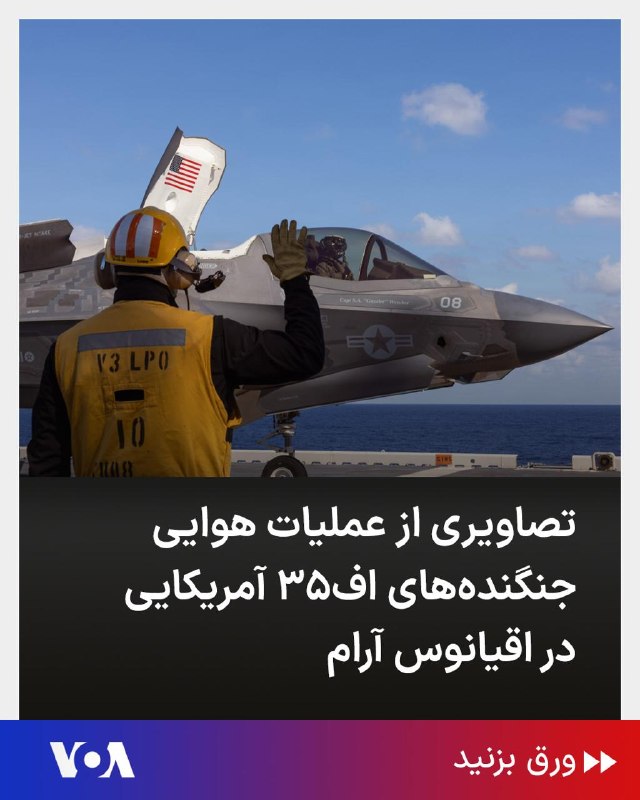 V3 LPO
10
08
تصاویری از عملیات هوایی
جنگنده‌های اف۳۵ آمریکایی
در اقیانوس آرام
ورق بزنید
VOA